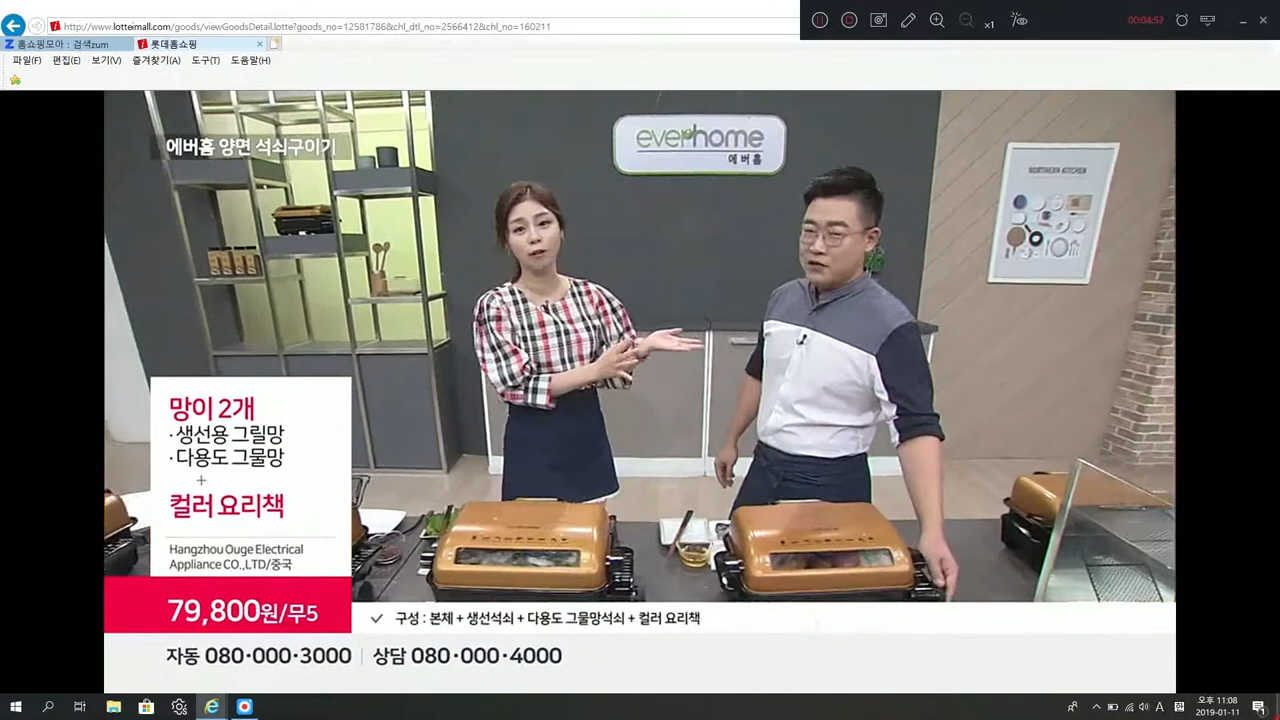 http://www.lotteimall.com/goods/viewGoodsDetail.lotte?goods_no=12581786&chl_dtl_no=2566412&chl_no=160211
x1
00:04:52
홈쇼핑모아 : 검색zum
롯데홈쇼핑
파일(F) 편집(E) 보기(V) 즐겨찾기(A) 도구(T) 도움말(H)
에버홈 양면 석쇠구이기
everhome
에버홈
NORTHERN KITCHEN
망이 2개
·생선용 그릴망
·다용도 그물망
+
컬러 요리책
Hangzhou Ouge Electrical
Appliance CO.,LTD/중국
79,800원/무5
구성 : 본체 + 생선석쇠 + 다용도 그물망석쇠 + 컬러 요리책
자동 080·000·3000 | 상담 080·000·4000
A 한
오후 11:08
2019-01-11
1